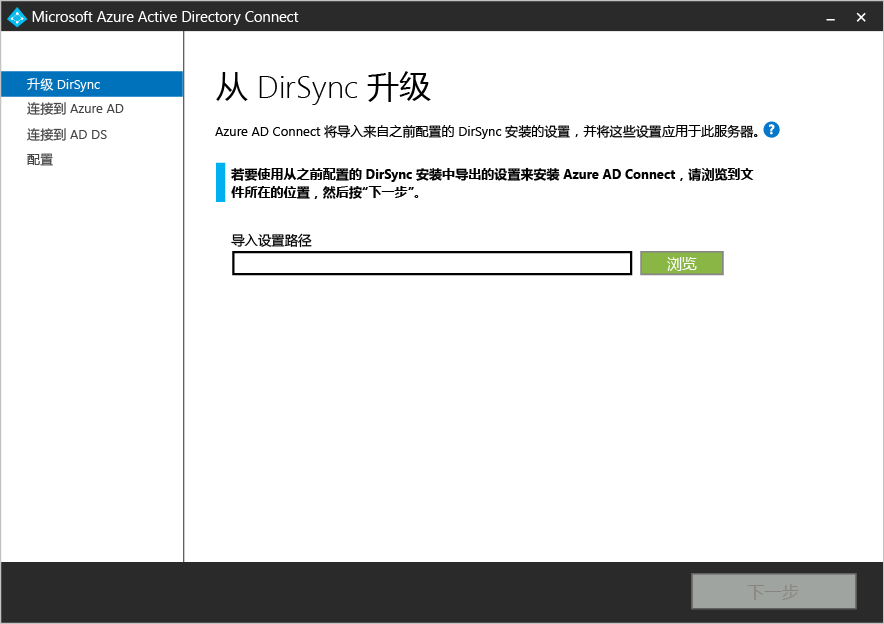 Microsoft Azure Active Directory Connect
升级 DirSync
连接到 Azure AD
连接到 AD DS
配置
从 DirSync 升级
Azure AD Connect 将导入来自之前配置的 DirSync 安装的设置，并将这些设置应用于此服务器。 ?
若要使用从之前配置的 DirSync 安装中导出的设置来安装 Azure AD Connect，请浏览到文
件所在的位置，然后按“下一步”。
导入设置路径
浏览
下一步